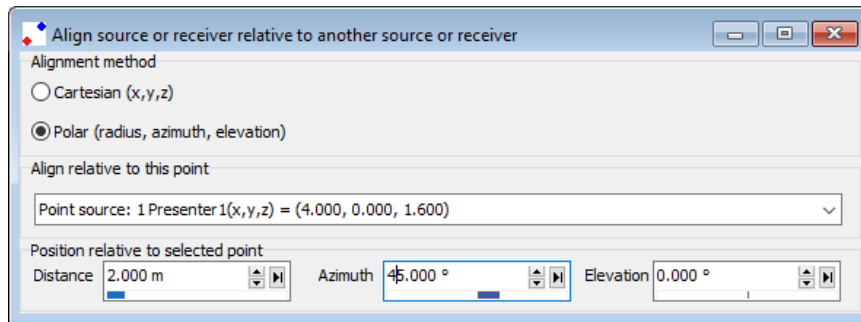 Align source or receiver relative to another source or receiver
Alignment method
Cartesian (x,y,z)
Polar (radius, azimuth, elevation)
Align relative to this point
Point source: 1 Presenter1(x,y,z) = (4.000, 0.000, 1.600)
Position relative to selected point
Distance 2.000 m Azimuth 45.000 ° Elevation 0.000 °